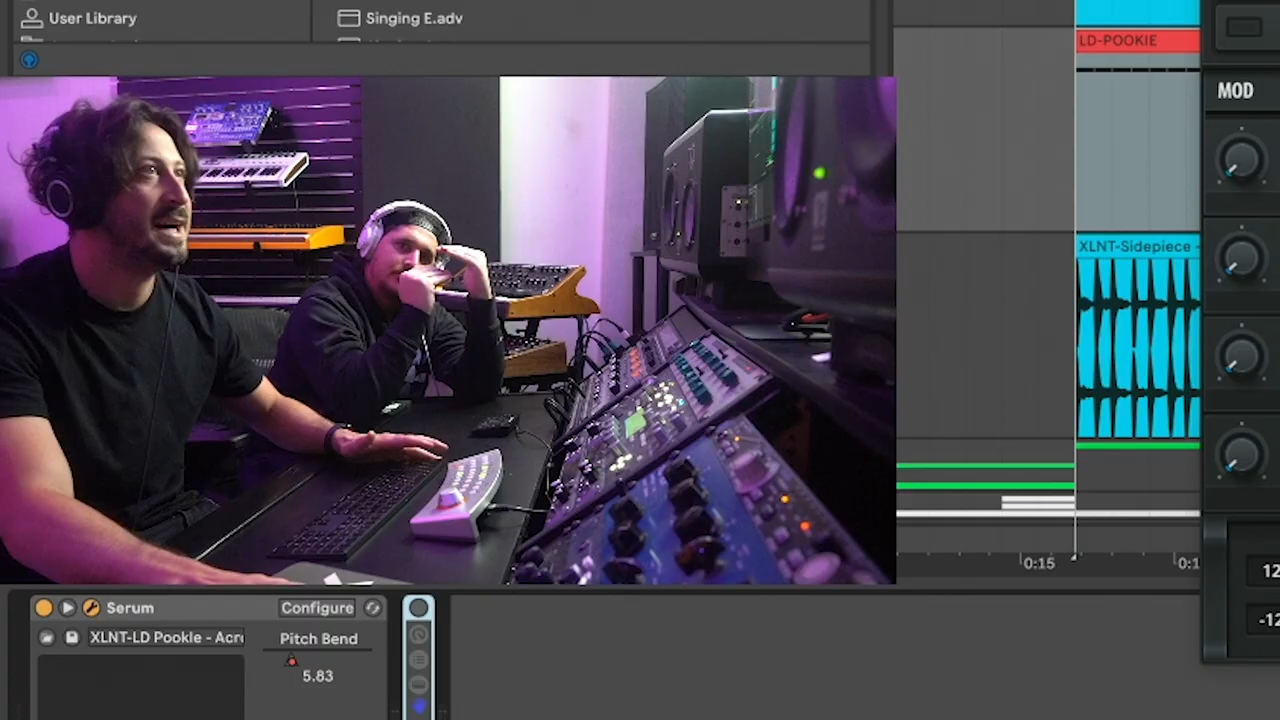 User Library
Singing E.adv
LD-POOKIE
MOD
XLNT-Sidepiece -
0:15
0:1
12
-12
Serum
Configure
XLNT-LD Pookie - Acr
Pitch Bend
5.83